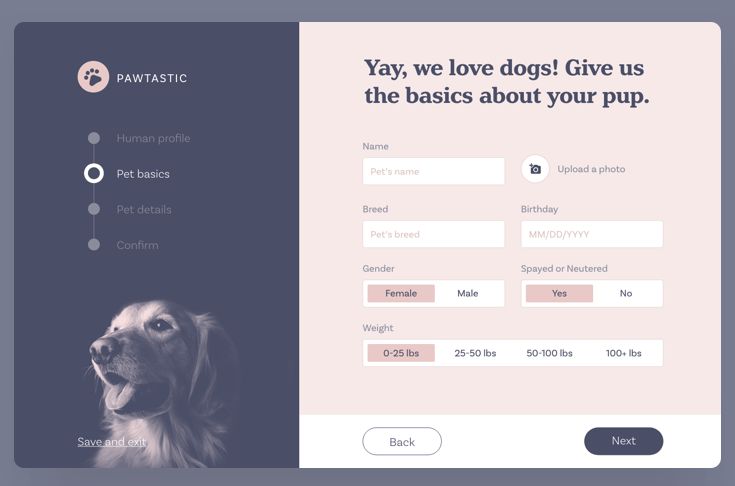 PAWTASTIC
Human profile
Pet basics
Pet details
Confirm
Save and exit
Yay, we love dogs! Give us
the basics about your pup.
Name
Pet's name
Upload a photo
Breed
Birthday
Pet's breed
MM/DD/YYYY
Gender
Spayed or Neutered
Female Male
Yes No
Weight
0-25 lbs 25-50 lbs 50-100 lbs 100+ lbs
Back
Next